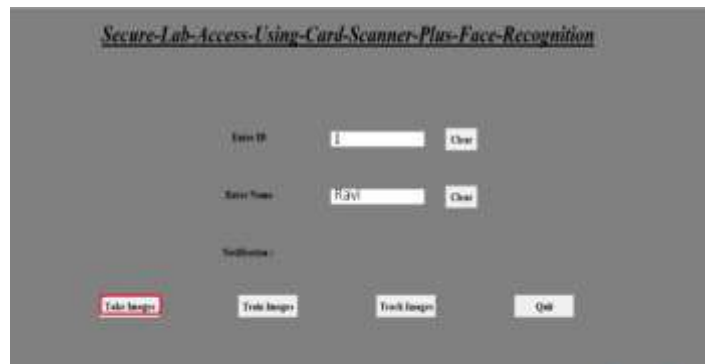 Secure-Lab-Access-Using-Card-Scanner-Plus-Face-Recognition
Enter ID 1 Clear
Enter Name Ravi Clear
Notification :
Take Images Train Images Track Images Quit